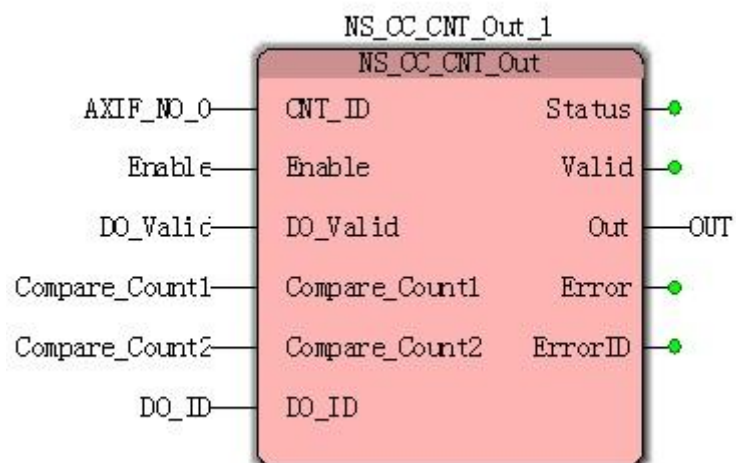 NS_CC_CNT_Out_1
NS_CC_CNT_Out
AXIF_NO_0 CNT_ID Status
Enable Enable Valid
DO_Valid DO_Valid Out OUT
Compare_Count1 Compare_Count1 Error
Compare_Count2 Compare_Count2 ErrorID
DO_ID DO_ID